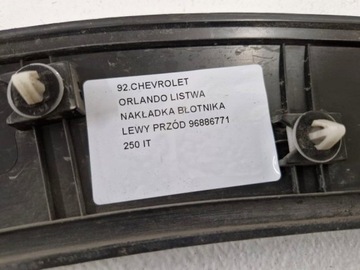 92.CHEVROLET
ORLANDO LISTWA
NAKŁADKA BŁOTNIKA
LEWY PRZÓD 96886771
250 IT